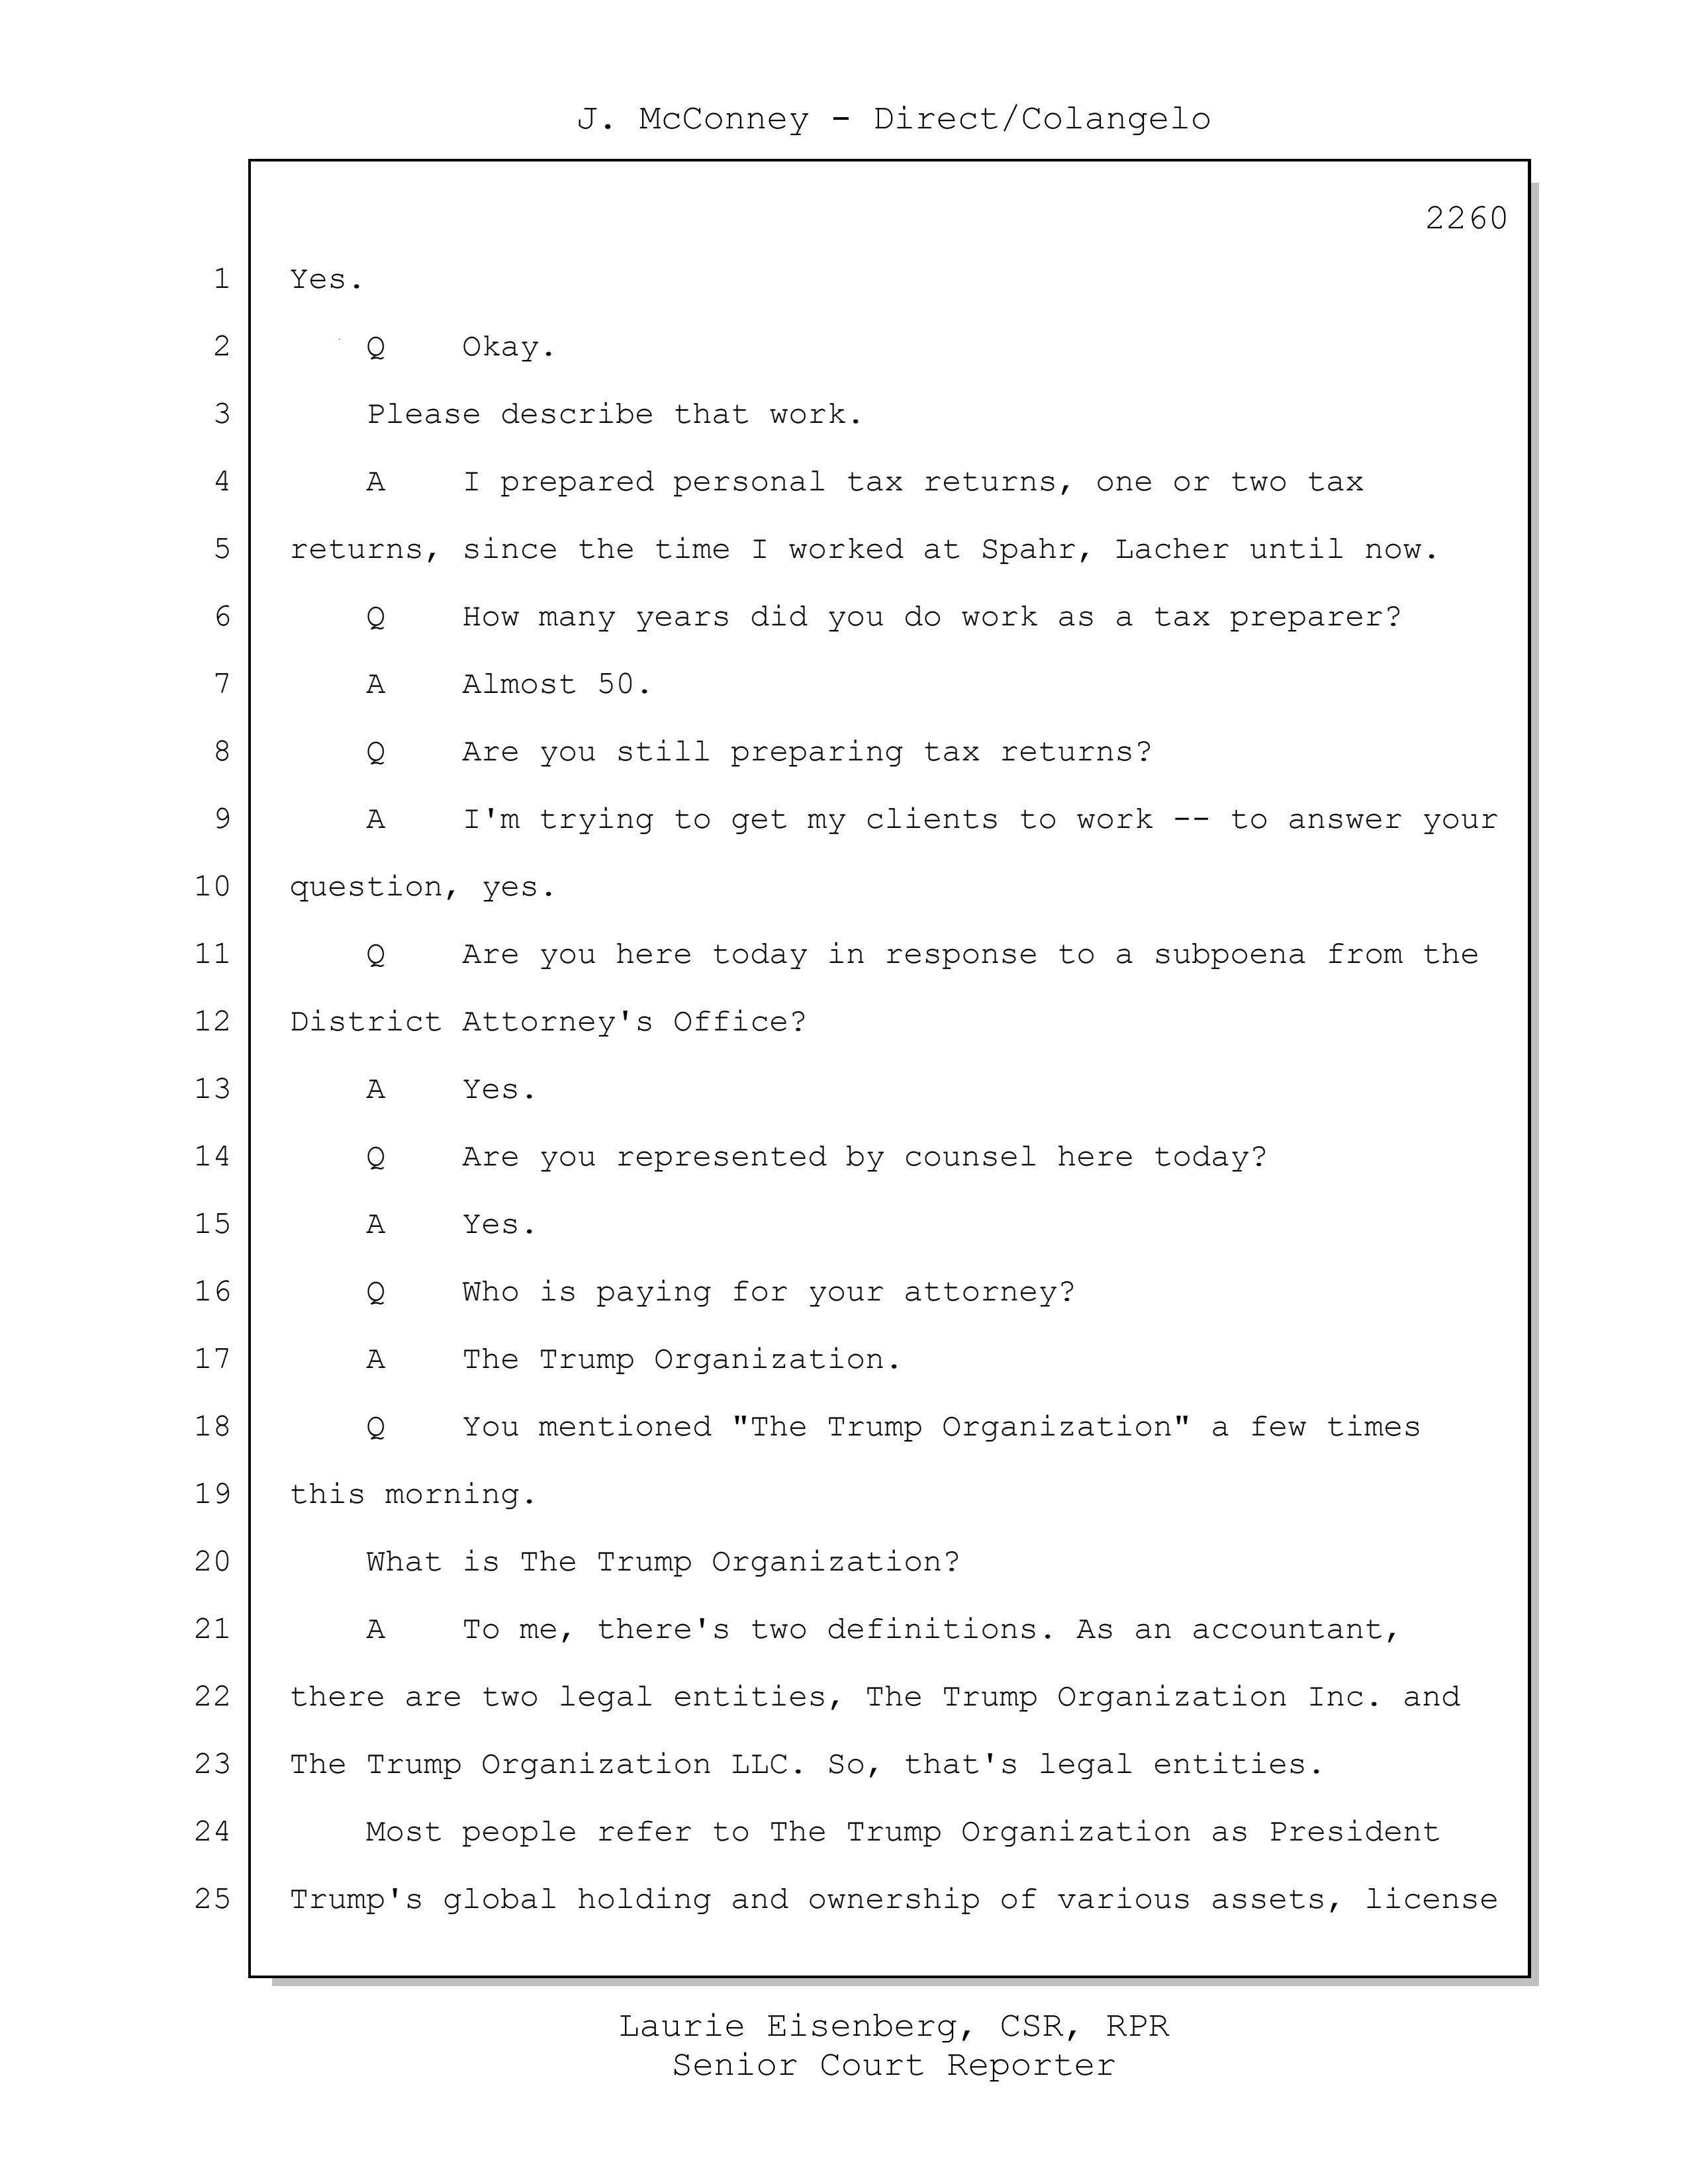 J. McConney - Direct/Colangelo
2260
1 Yes.
2 Q Okay.
3 Please describe that work.
4 A I prepared personal tax returns, one or two tax
5 returns, since the time I worked at Spahr, Lacher until now.
6 Q How many years did you do work as a tax preparer?
7 A Almost 50.
8 Q Are you still preparing tax returns?
9 A I'm trying to get my clients to work -- to answer your
10 question, yes.
11 Q Are you here today in response to a subpoena from the
12 District Attorney's Office?
13 A Yes.
14 Q Are you represented by counsel here today?
15 A Yes.
16 Q Who is paying for your attorney?
17 A The Trump Organization.
18 Q You mentioned "The Trump Organization" a few times
19 this morning.
20 What is The Trump Organization?
21 A To me, there's two definitions. As an accountant,
22 there are two legal entities, The Trump Organization Inc. and
23 The Trump Organization LLC. So, that's legal entities.
24 Most people refer to The Trump Organization as President
25 Trump's global holding and ownership of various assets, license
Laurie Eisenberg, CSR, RPR
Senior Court Reporter